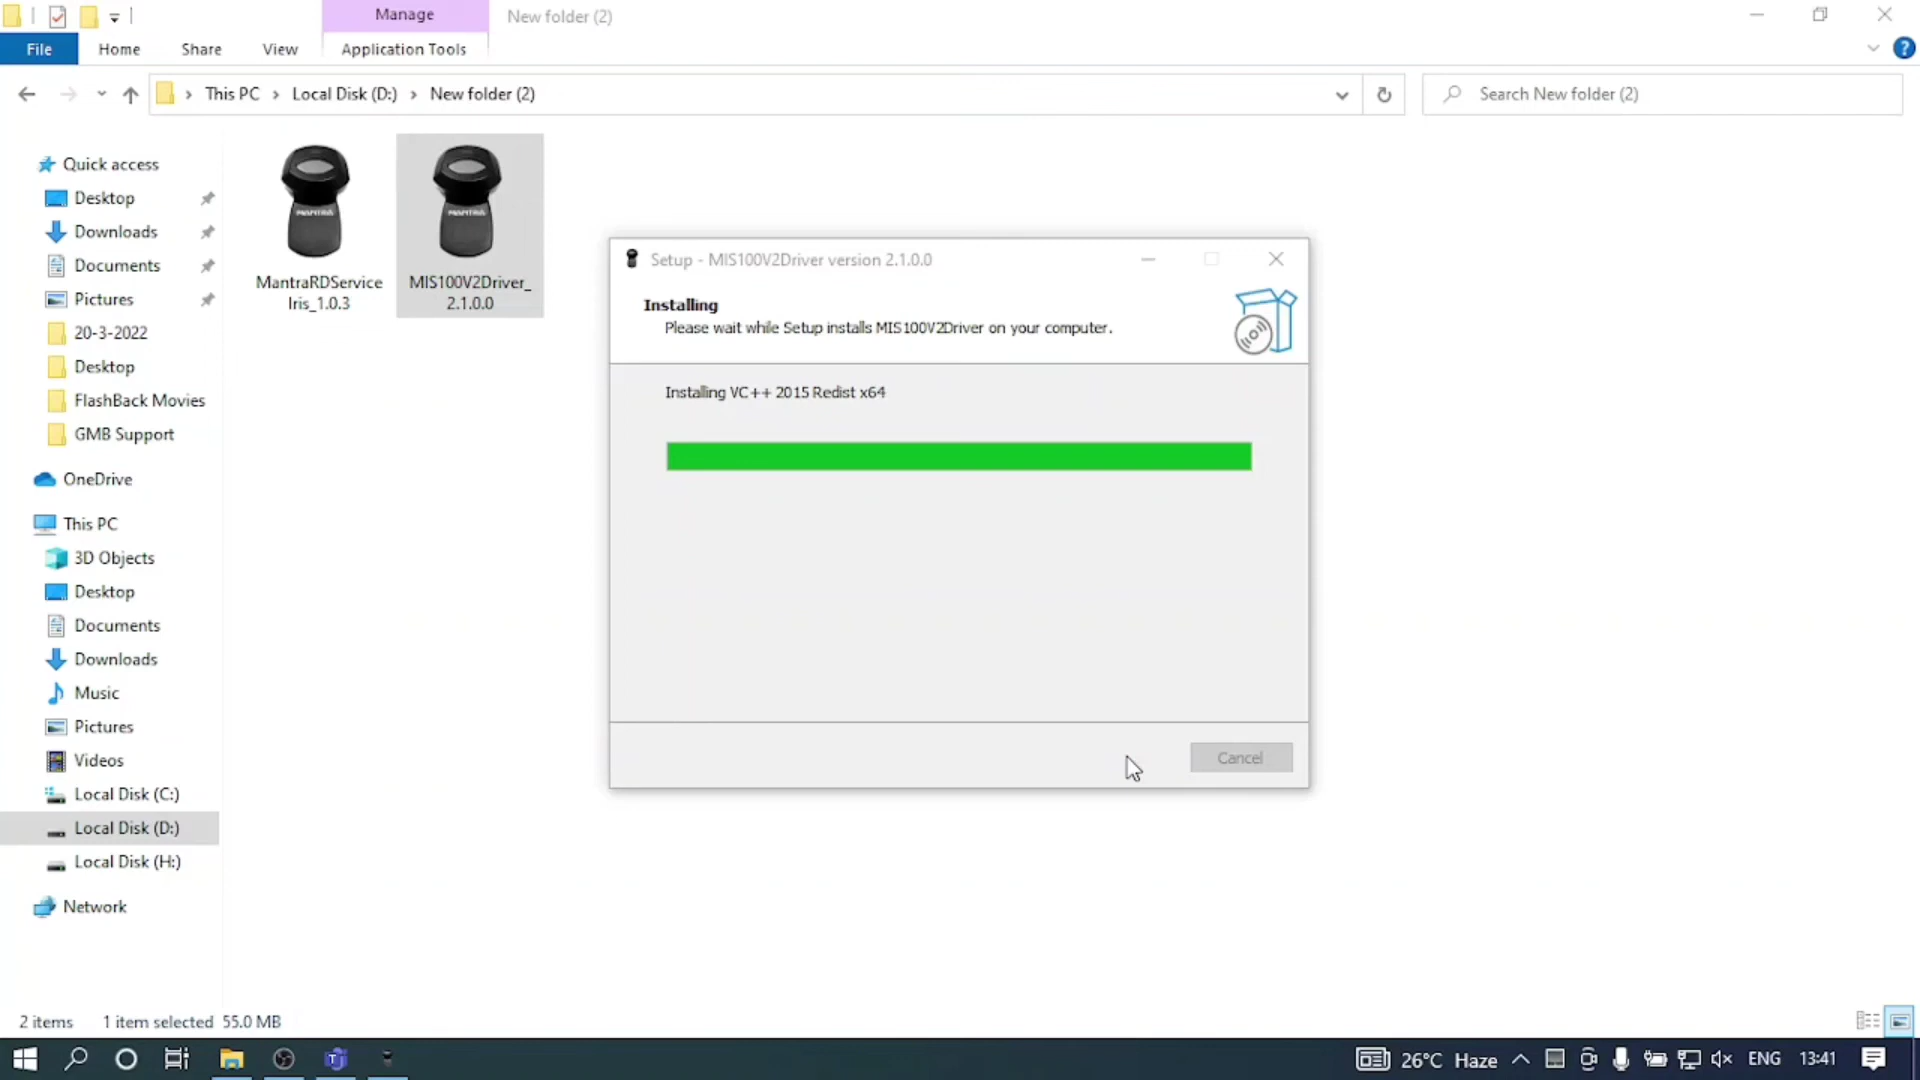 Manage
New folder (2)
File
Home
Share
View
Application Tools
This PC
Local Disk (D:)
New folder (2)
Search New folder (2)
Quick access
Desktop
Downloads
Documents
Pictures
20-3-2022
Desktop
FlashBack Movies
GMB Support
OneDrive
This PC
3D Objects
Desktop
Documents
Downloads
Music
Pictures
Videos
Local Disk (C:)
Local Disk (D:)
Local Disk (H:)
Network
MANTRA
MANTRA
MantraRDService
Iris_1.0.3
MIS100V2Driver_
2.1.0.0
Setup - MIS100V2Driver version 2.1.0.0
Installing
Please wait while Setup installs MIS100V2Driver on your computer.
Installing VC++ 2015 Redist x64
Cancel
2 items
1 item selected 55.0 MB
26°C Haze
ENG
13:41